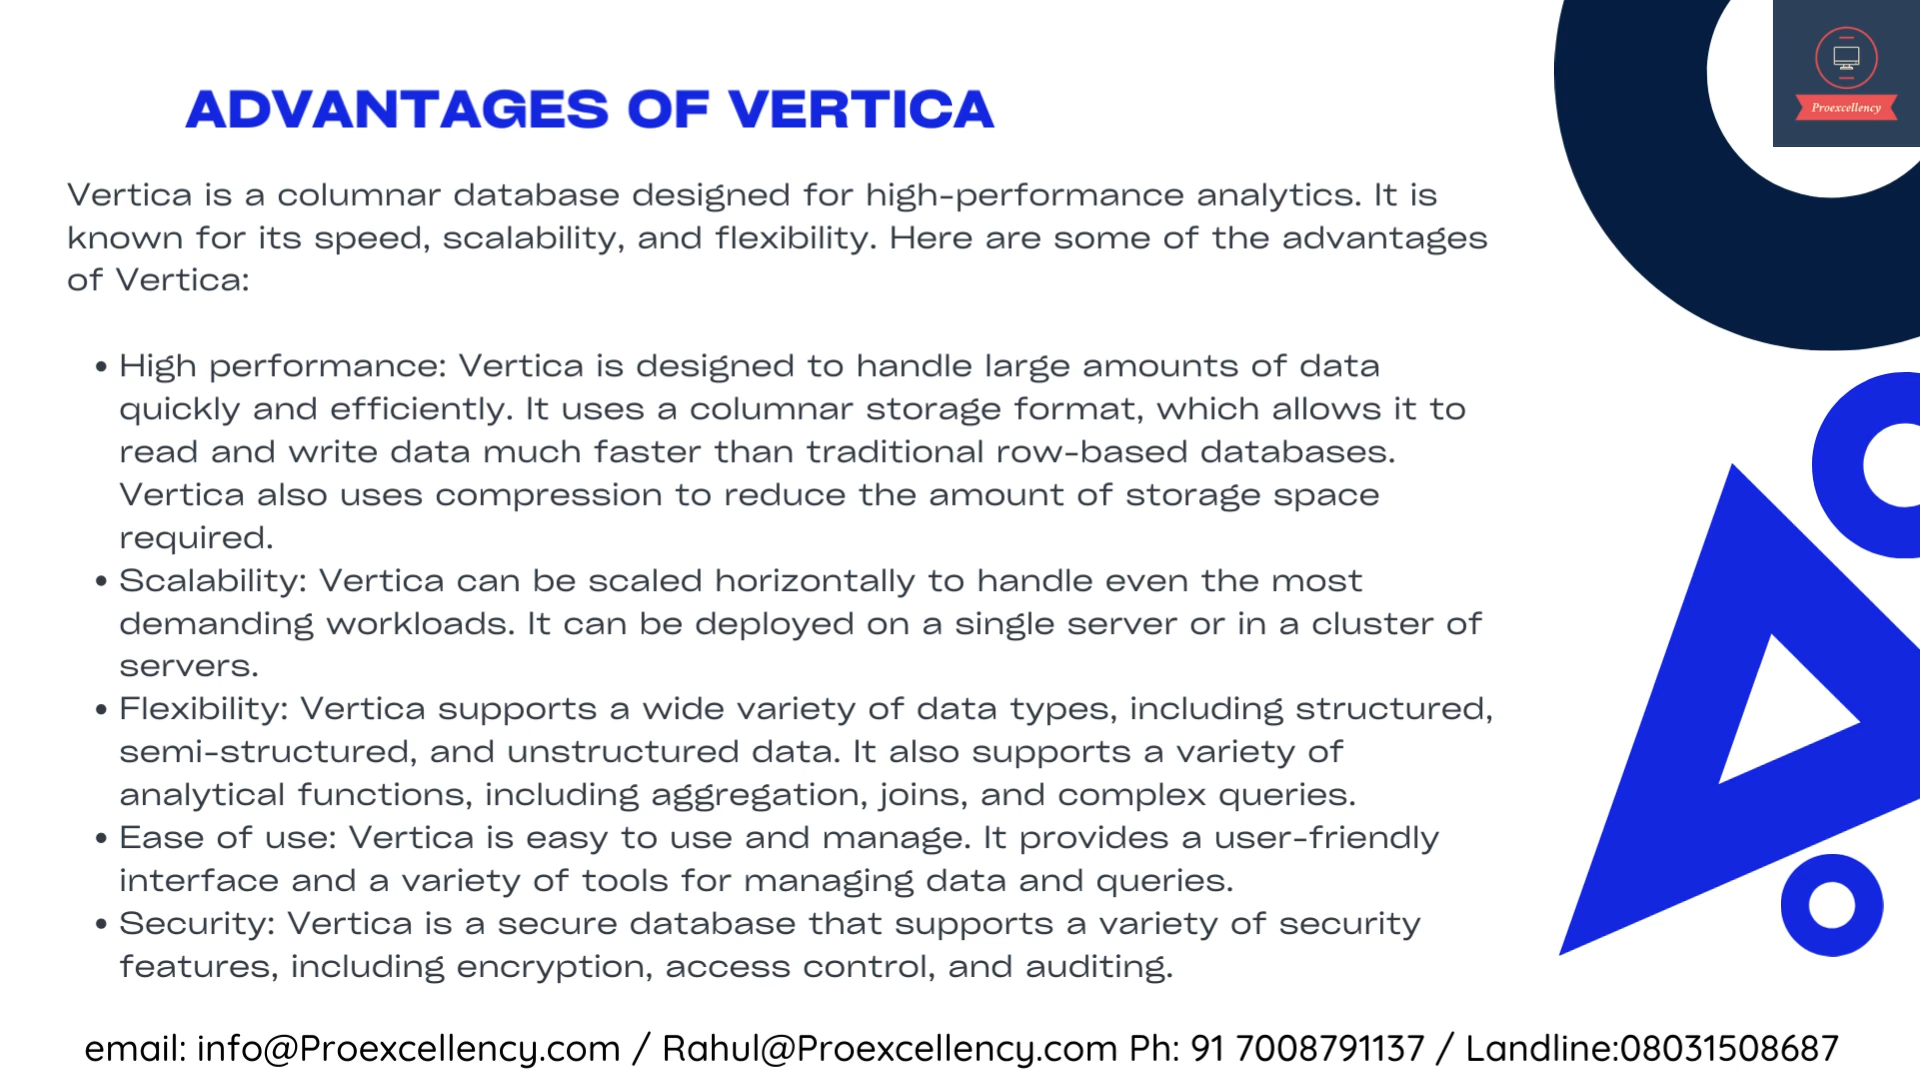 Proexcellency
ADVANTAGES OF VERTICA
Vertica is a columnar database designed for high-performance analytics. It is
known for its speed, scalability, and flexibility. Here are some of the advantages
of Vertica:
• High performance: Vertica is designed to handle large amounts of data
quickly and efficiently. It uses a columnar storage format, which allows it to
read and write data much faster than traditional row-based databases.
Vertica also uses compression to reduce the amount of storage space
required.
• Scalability: Vertica can be scaled horizontally to handle even the most
demanding workloads. It can be deployed on a single server or in a cluster of
servers.
• Flexibility: Vertica supports a wide variety of data types, including structured,
semi-structured, and unstructured data. It also supports a variety of
analytical functions, including aggregation, joins, and complex queries.
• Ease of use: Vertica is easy to use and manage. It provides a user-friendly
interface and a variety of tools for managing data and queries.
• Security: Vertica is a secure database that supports a variety of security
features, including encryption, access control, and auditing.
email: info@Proexcellency.com / Rahul@Proexcellency.com Ph: 91 7008791137 / Landline:08031508687